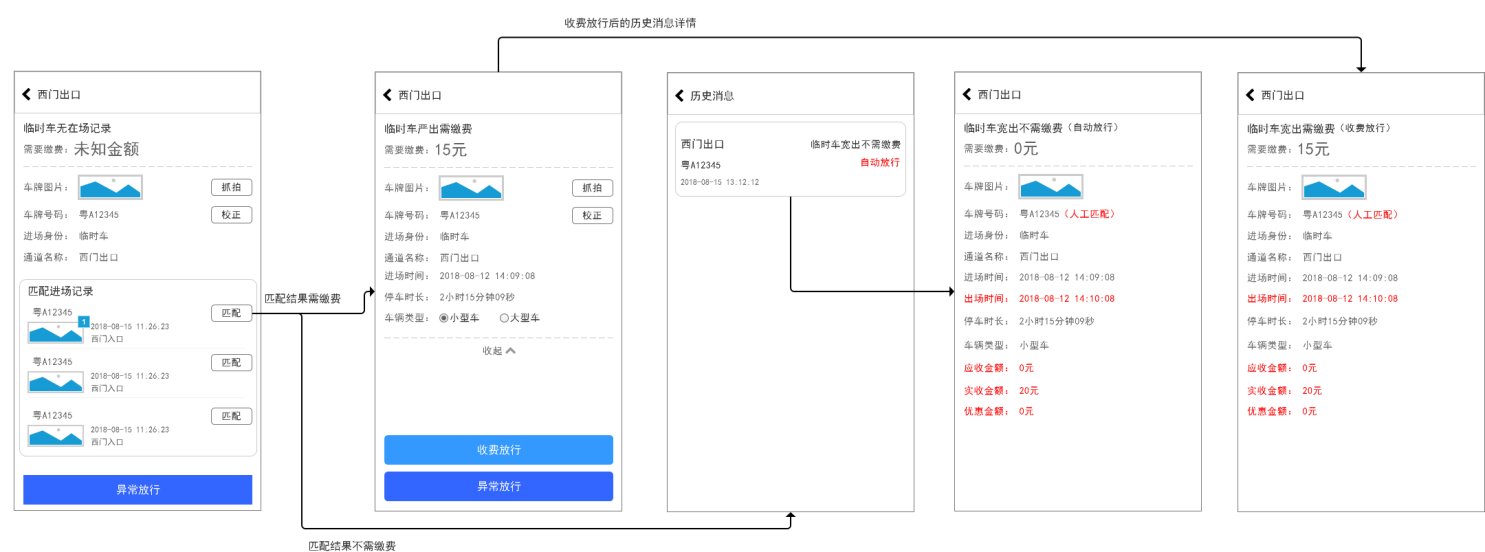 收费放行后的历史消息详情
西门出口
临时车无在场记录
需要缴费：未知金额
车牌图片：
抓拍
车牌号码： 粤A12345
校正
进场身份： 临时车
通道名称： 西门出口
匹配进场记录
粤A12345
匹配
1
2018-08-15 11.26.23
西门入口
粤A12345
匹配
2018-08-15 11.26.23
西门入口
粤A12345
匹配
2018-08-15 11.26.23
西门入口
异常放行
匹配结果需缴费
匹配结果不需缴费
西门出口
临时车严出需缴费
需要缴费：15元
车牌图片：
抓拍
车牌号码： 粤A12345
校正
进场身份： 临时车
通道名称： 西门出口
进场时间： 2018-08-12 14:09:08
停车时长： 2小时15分钟09秒
车辆类型： 小型车 大型车
收起
收费放行
异常放行
历史消息
西门出口 临时车宽出不需缴费
粤A12345 自动放行
2018-08-15 13.12.12
西门出口
临时车宽出不需缴费（自动放行）
需要缴费：0元
车牌图片：
车牌号码： 粤A12345（人工匹配）
进场身份： 临时车
通道名称： 西门出口
进场时间： 2018-08-12 14:09:08
出场时间： 2018-08-12 14:10:08
停车时长： 2小时15分钟09秒
车辆类型： 小型车
应收金额： 0元
实收金额： 20元
优惠金额： 0元
西门出口
临时车宽出需缴费（收费放行）
需要缴费：15元
车牌图片：
车牌号码： 粤A12345（人工匹配）
进场身份： 临时车
通道名称： 西门出口
进场时间： 2018-08-12 14:09:08
出场时间： 2018-08-12 14:10:08
停车时长： 2小时15分钟09秒
车辆类型： 小型车
应收金额： 0元
实收金额： 20元
优惠金额： 0元